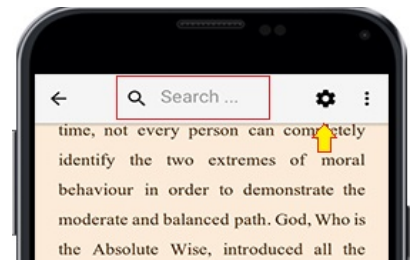 Search ...
time, not every person can completely
identify the two extremes of moral
behaviour in order to demonstrate the
moderate and balanced path. God, Who is
the Absolute Wise, introduced all the